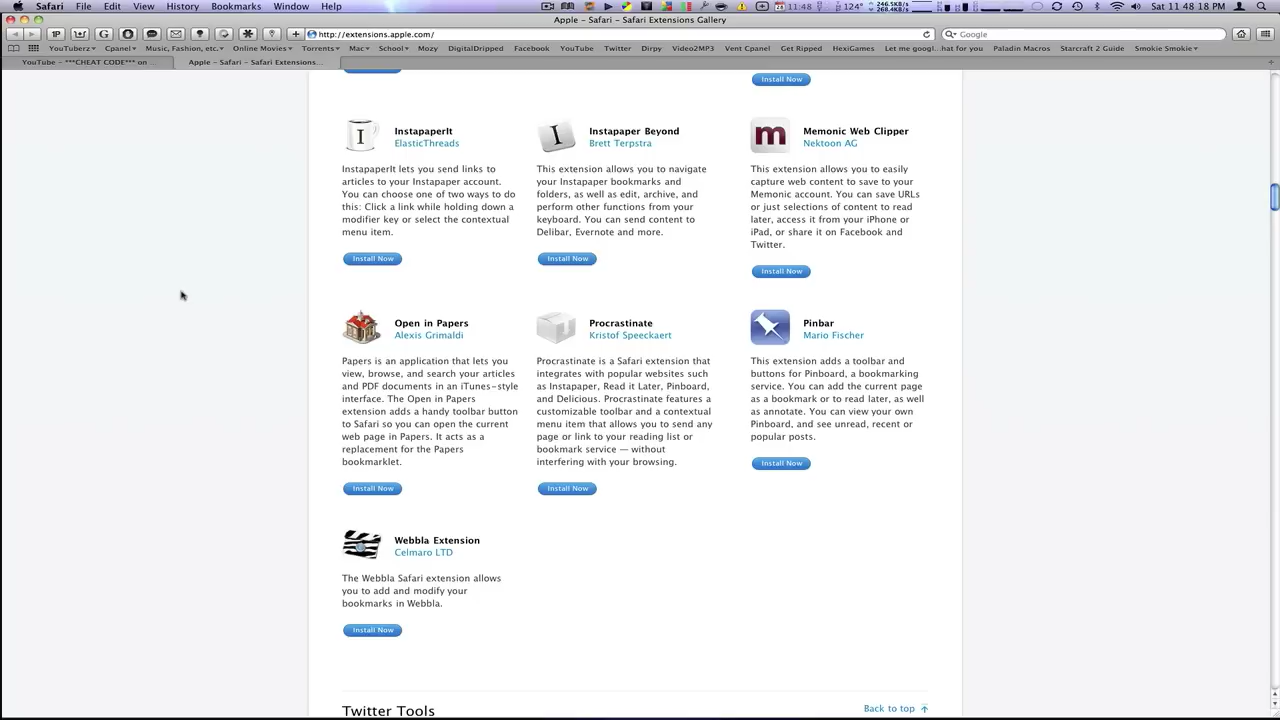 Safari File Edit View History Bookmarks Window Help
11:48 124° 246.5KB/s 268.4KB/s Sat 11:48 18 PM
Apple – Safari – Safari Extensions Gallery
http://extensions.apple.com/ Google
YouTuberz Cpanel Music, Fashion, etc. Online Movies Torrents Mac School Mozy DigitalDripped Facebook YouTube Twitter Dirpy Video2MP3 Vent Cpanel Get Ripped HexiGames Let me googl...hat for you Paladin Macros Starcraft 2 Guide Smokie Smokie
YouTube – ***CHEAT CODE*** on ... Apple – Safari – Safari Extensions...
Install Now
InstapaperIt
ElasticThreads
InstapaperIt lets you send links to
articles to your Instapaper account.
You can choose one of two ways to do
this: Click a link while holding down a
modifier key or select the contextual
menu item.
Install Now
Instapaper Beyond
Brett Terpstra
This extension allows you to navigate
your Instapaper bookmarks and
folders, as well as edit, archive, and
perform other functions from your
keyboard. You can send content to
Delibar, Evernote and more.
Install Now
Memonic Web Clipper
Nektoon AG
This extension allows you to easily
capture web content to save to your
Memonic account. You can save URLs
or just selections of content to read
later, access it from your iPhone or
iPad, or share it on Facebook and
Twitter.
Install Now
Open in Papers
Alexis Grimaldi
Papers is an application that lets you
view, browse, and search your articles
and PDF documents in an iTunes-style
interface. The Open in Papers
extension adds a handy toolbar button
to Safari so you can open the current
web page in Papers. It acts as a
replacement for the Papers
bookmarklet.
Install Now
Procrastinate
Kristof Speeckaert
Procrastinate is a Safari extension that
integrates with popular websites such
as Instapaper, Read it Later, Pinboard,
and Delicious. Procrastinate features a
customizable toolbar and a contextual
menu item that allows you to send any
page or link to your reading list or
bookmark service — without
interfering with your browsing.
Install Now
Pinbar
Mario Fischer
This extension adds a toolbar and
buttons for Pinboard, a bookmarking
service. You can add the current page
as a bookmark or to read later, as well
as annotate. You can view your own
Pinboard, and see unread, recent or
popular posts.
Install Now
Webbla Extension
Celmaro LTD
The Webbla Safari extension allows
you to add and modify your
bookmarks in Webbla.
Install Now
Twitter Tools
Back to top